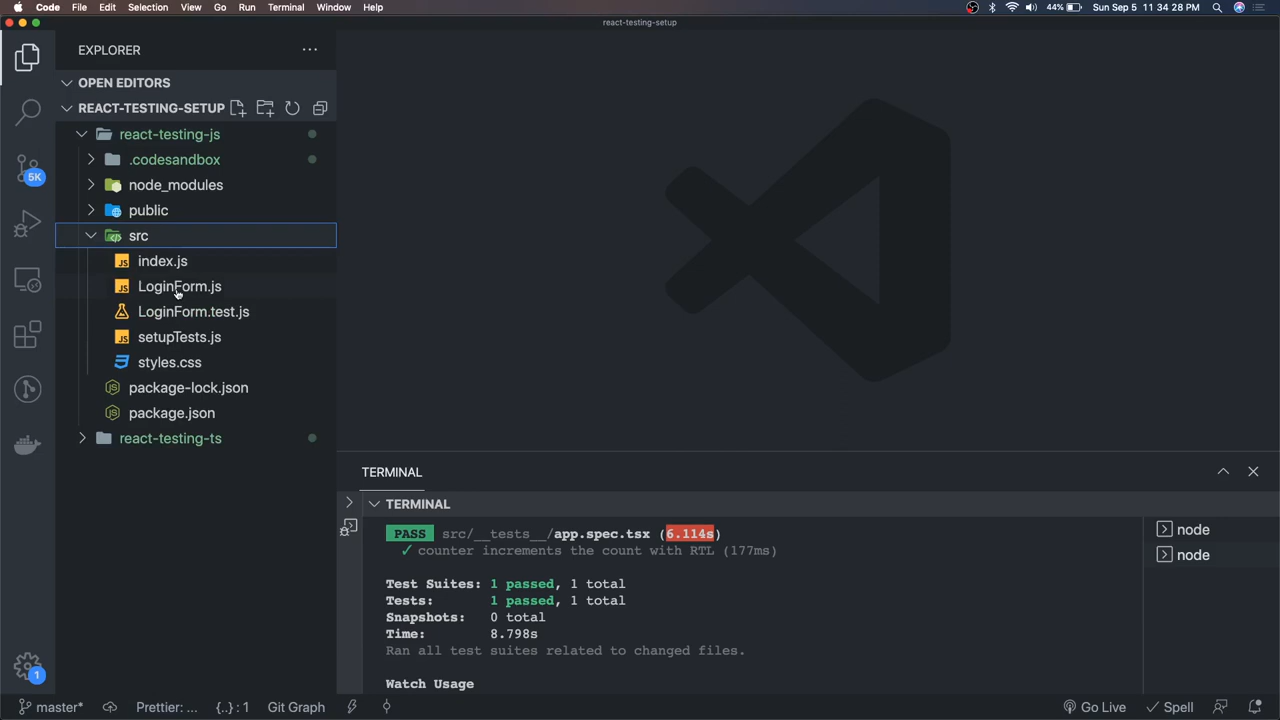 Code File Edit Selection View Go Run Terminal Window Help 44% Sun Sep 5 11:34:28 PM
react-testing-setup
EXPLORER
OPEN EDITORS
REACT-TESTING-SETUP
react-testing-js
.codesandbox
node_modules
public
src
index.js
LoginForm.js
LoginForm.test.js
setupTests.js
styles.css
package-lock.json
package.json
react-testing-ts
5K
1
TERMINAL
TERMINAL
PASS src/__tests__/app.spec.tsx (6.114s)
✓ counter increments the count with RTL (177ms)
Test Suites: 1 passed, 1 total
Tests: 1 passed, 1 total
Snapshots: 0 total
Time: 8.798s
Ran all test suites related to changed files.
Watch Usage
node
node
master* Prettier: ... {..} : 1 Git Graph Go Live Spell